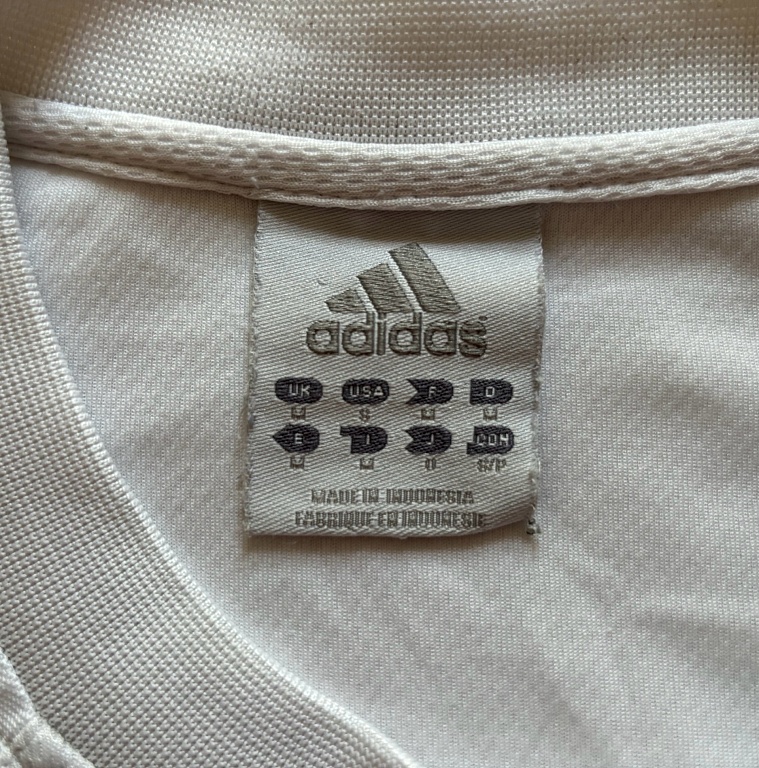 adidas
UK USA F D
M S M M
E I J CDN
M M O S/P
MADE IN INDONESIA
FABRIQUE EN INDONESIE